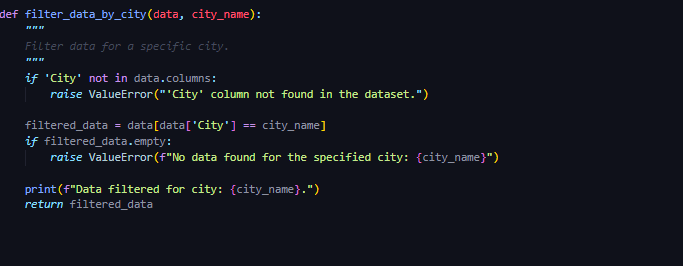 def filter_data_by_city(data, city_name):
    """
    Filter data for a specific city.
    """
    if 'City' not in data.columns:
        raise ValueError("'City' column not found in the dataset.")

    filtered_data = data[data['City'] == city_name]
    if filtered_data.empty:
        raise ValueError(f"No data found for the specified city: {city_name}")

    print(f"Data filtered for city: {city_name}.")
    return filtered_data